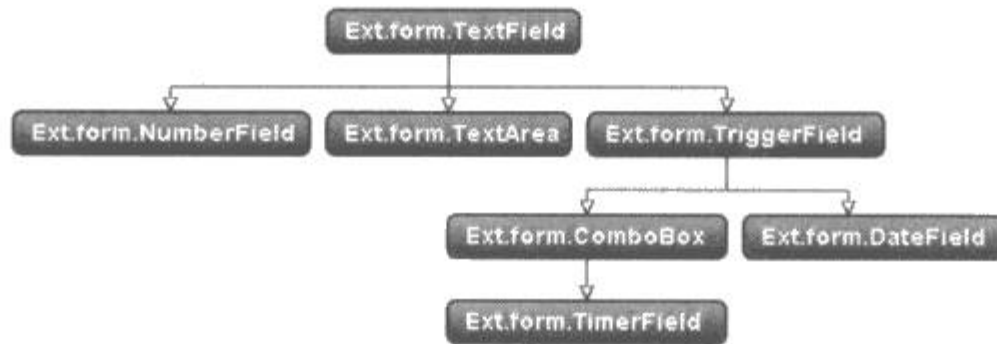 Ext.form.TextField
Ext.form.NumberField
Ext.form.TextArea
Ext.form.TriggerField
Ext.form.ComboBox
Ext.form.DateField
Ext.form.TimerField